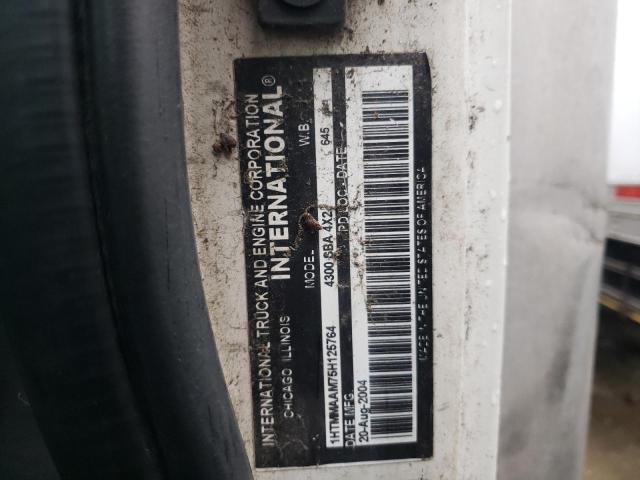 INTERNATIONAL TRUCK AND ENGINE CORPORATION
CHICAGO ILLINOIS
INTERNATIONAL®
MODEL W.B.
4300 SBA 4X2 645
1HTMMAAM75H125764
DATE MFG. PD LOC - DATE
20-Aug-2004
MADE IN THE UNITED STATES OF AMERICA